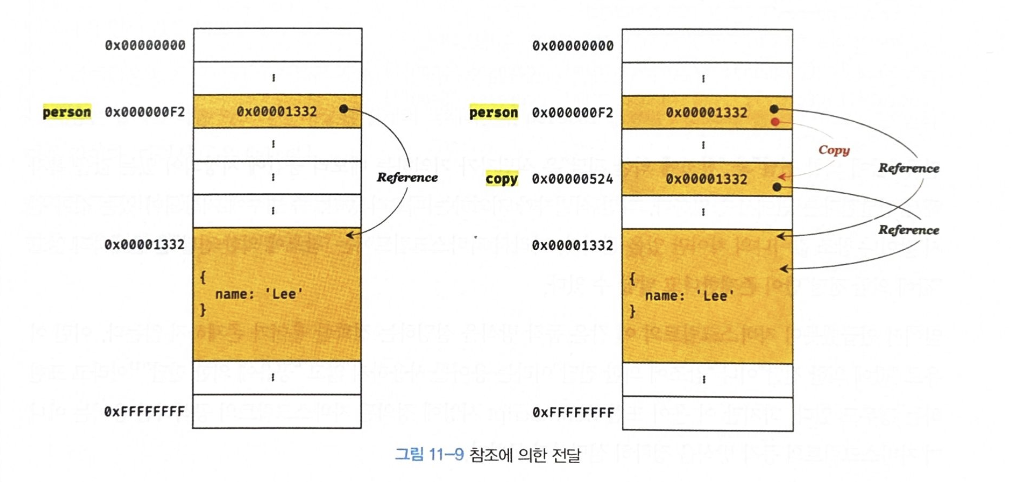 0x00000000
person 0x000000F2 0x00001332
Reference
0x00001332
{
name: 'Lee'
}
0xFFFFFFFF
0x00000000
person 0x000000F2 0x00001332
Copy
Reference
copy 0x00000524 0x00001332
Reference
0x00001332
{
name: 'Lee'
}
0xFFFFFFFF
그림 11-9 참조에 의한 전달